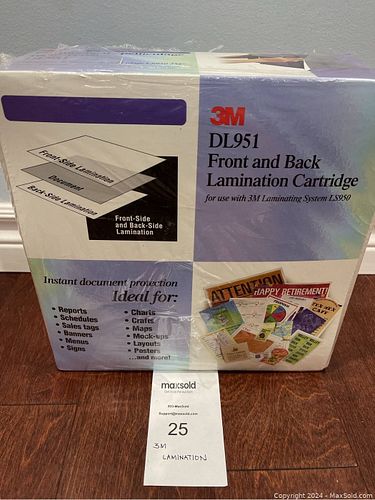 3M
DL951
Front and Back
Lamination Cartridge
for use with 3M Laminating System LS950
Front-Side Lamination
Document
Back-Side Lamination
Front-Side
and Back-Side
Lamination
Instant document protection
Ideal for:
• Reports
• Schedules
• Sales tags
• Banners
• Menus
• Signs
• Charts
• Crafts
• Maps
• Mock-ups
• Layouts
• Posters
...and more!
ATTENTION
HAPPY RETIREMENT!
maxsold
Support@maxsold.com
25
3M
LAMINATION
Copyright 2024 - MaxSold.com